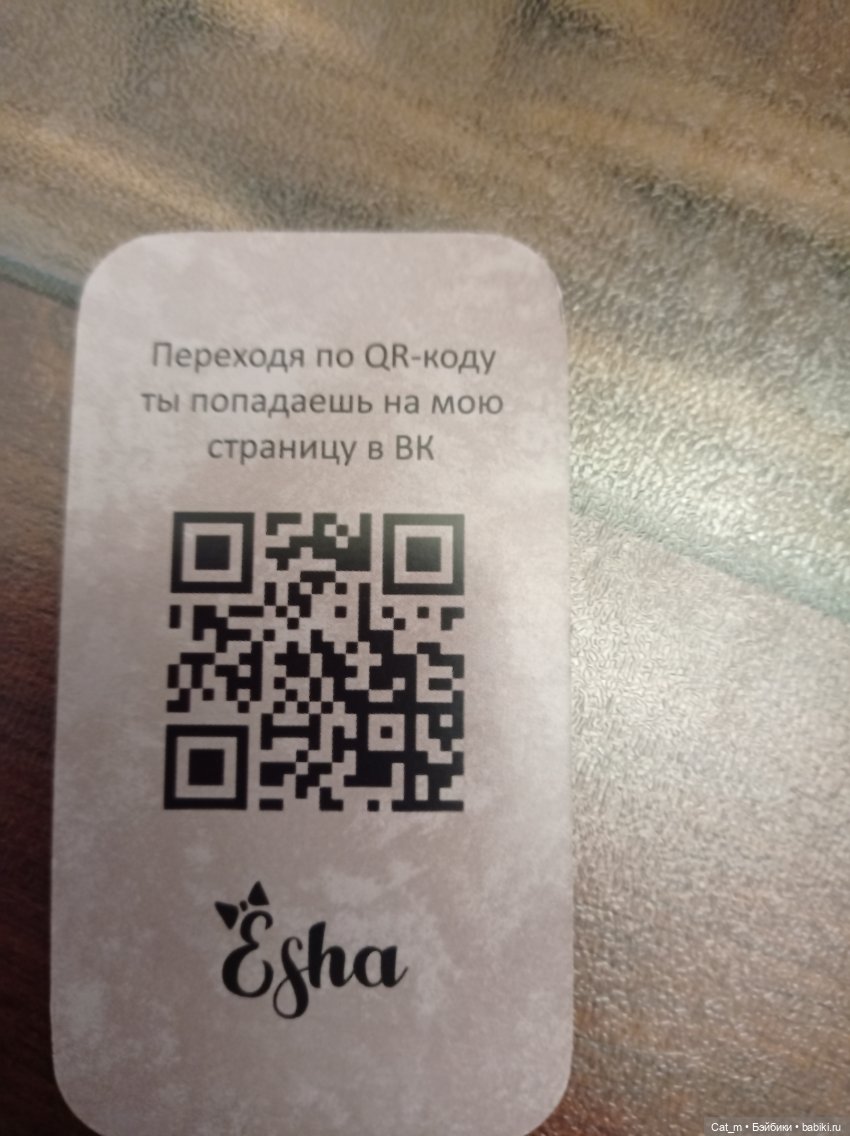 Переходя по QR-коду
ты попадаешь на мою
страницу в ВК
Esha
Cat_m • Бэйбики • babiki.ru